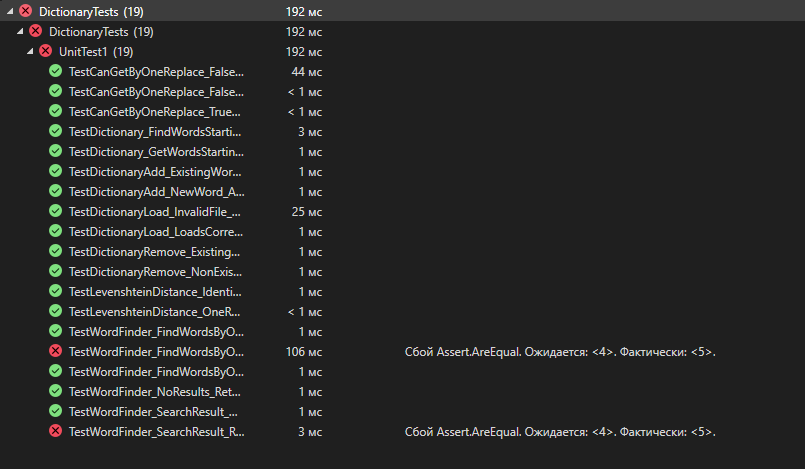 DictionaryTests (19) 192 мс
DictionaryTests (19) 192 мс
UnitTest1 (19) 192 мс
TestCanGetByOneReplace_False... 44 мс
TestCanGetByOneReplace_False... < 1 мс
TestCanGetByOneReplace_True... < 1 мс
TestDictionary_FindWordsStarti... 3 мс
TestDictionary_GetWordsStartin... 1 мс
TestDictionaryAdd_ExistingWor... 1 мс
TestDictionaryAdd_NewWord_A... 1 мс
TestDictionaryLoad_InvalidFile_... 25 мс
TestDictionaryLoad_LoadsCorre... 1 мс
TestDictionaryRemove_Existing... 1 мс
TestDictionaryRemove_NonExis... 1 мс
TestLevenshteinDistance_Identi... 1 мс
TestLevenshteinDistance_OneR... < 1 мс
TestWordFinder_FindWordsByO... 1 мс
TestWordFinder_FindWordsByO... 106 мс Сбой Assert.AreEqual. Ожидается: <4>. Фактически: <5>.
TestWordFinder_FindWordsByO... 1 мс
TestWordFinder_NoResults_Ret... 1 мс
TestWordFinder_SearchResult_... 1 мс
TestWordFinder_SearchResult_R... 3 мс Сбой Assert.AreEqual. Ожидается: <4>. Фактически: <5>.